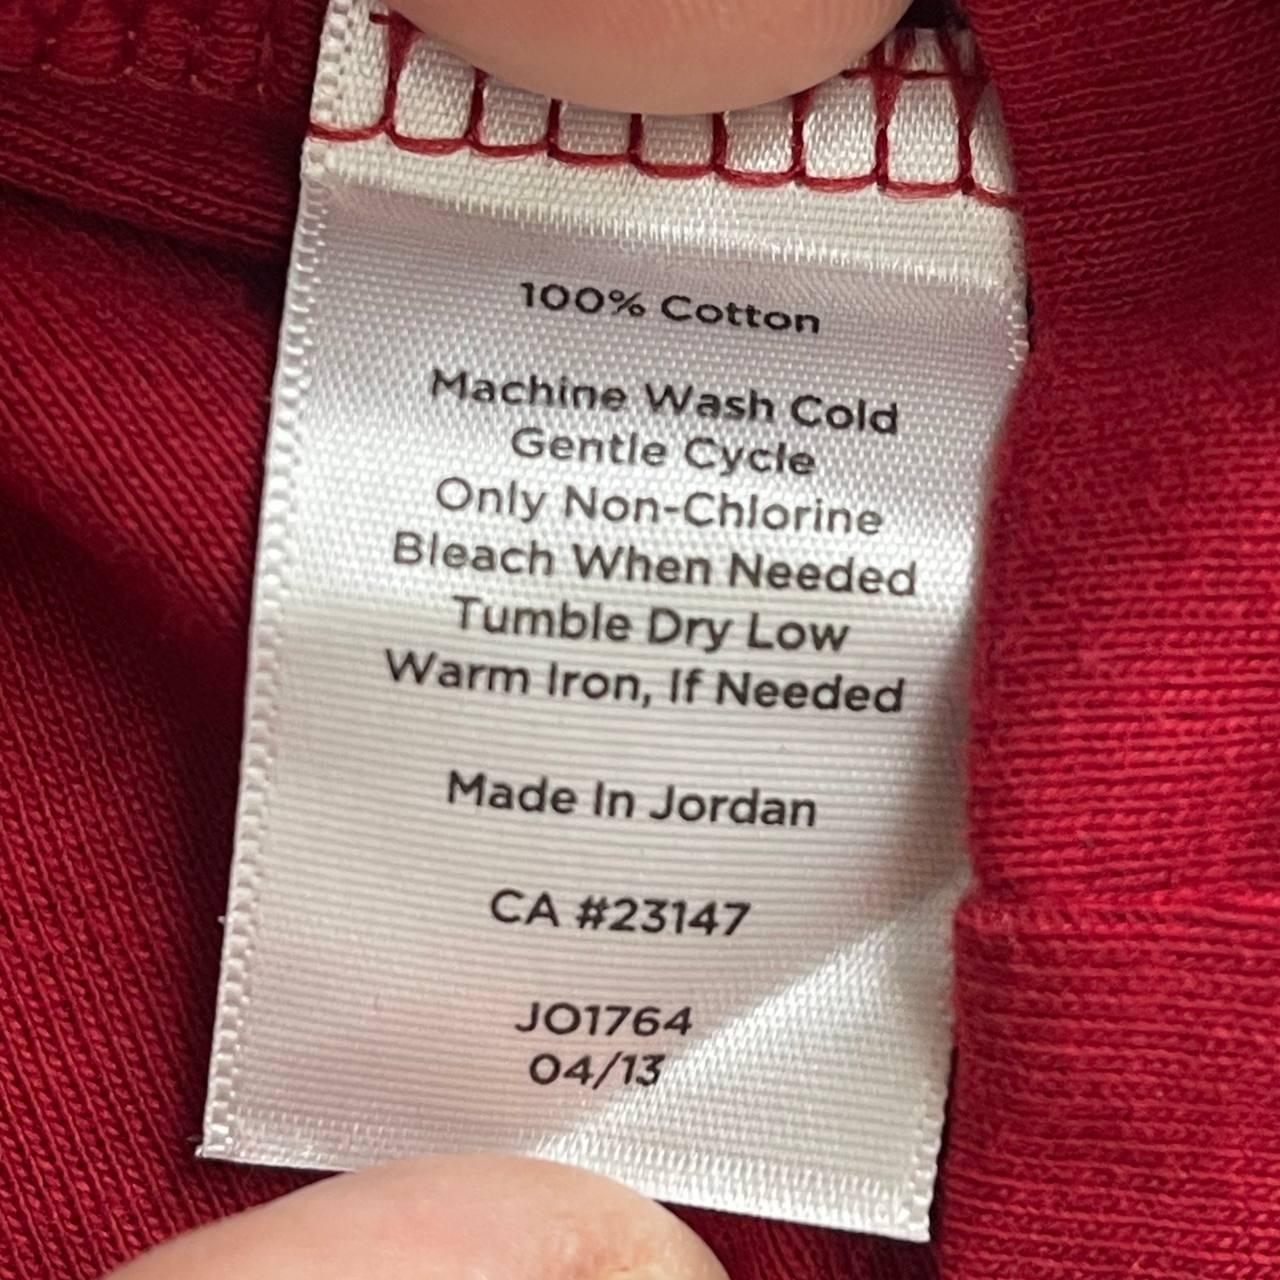 100% Cotton
Machine Wash Cold
Gentle Cycle
Only Non-Chlorine
Bleach When Needed
Tumble Dry Low
Warm Iron, If Needed
Made In Jordan
CA #23147
JO1764
04/13